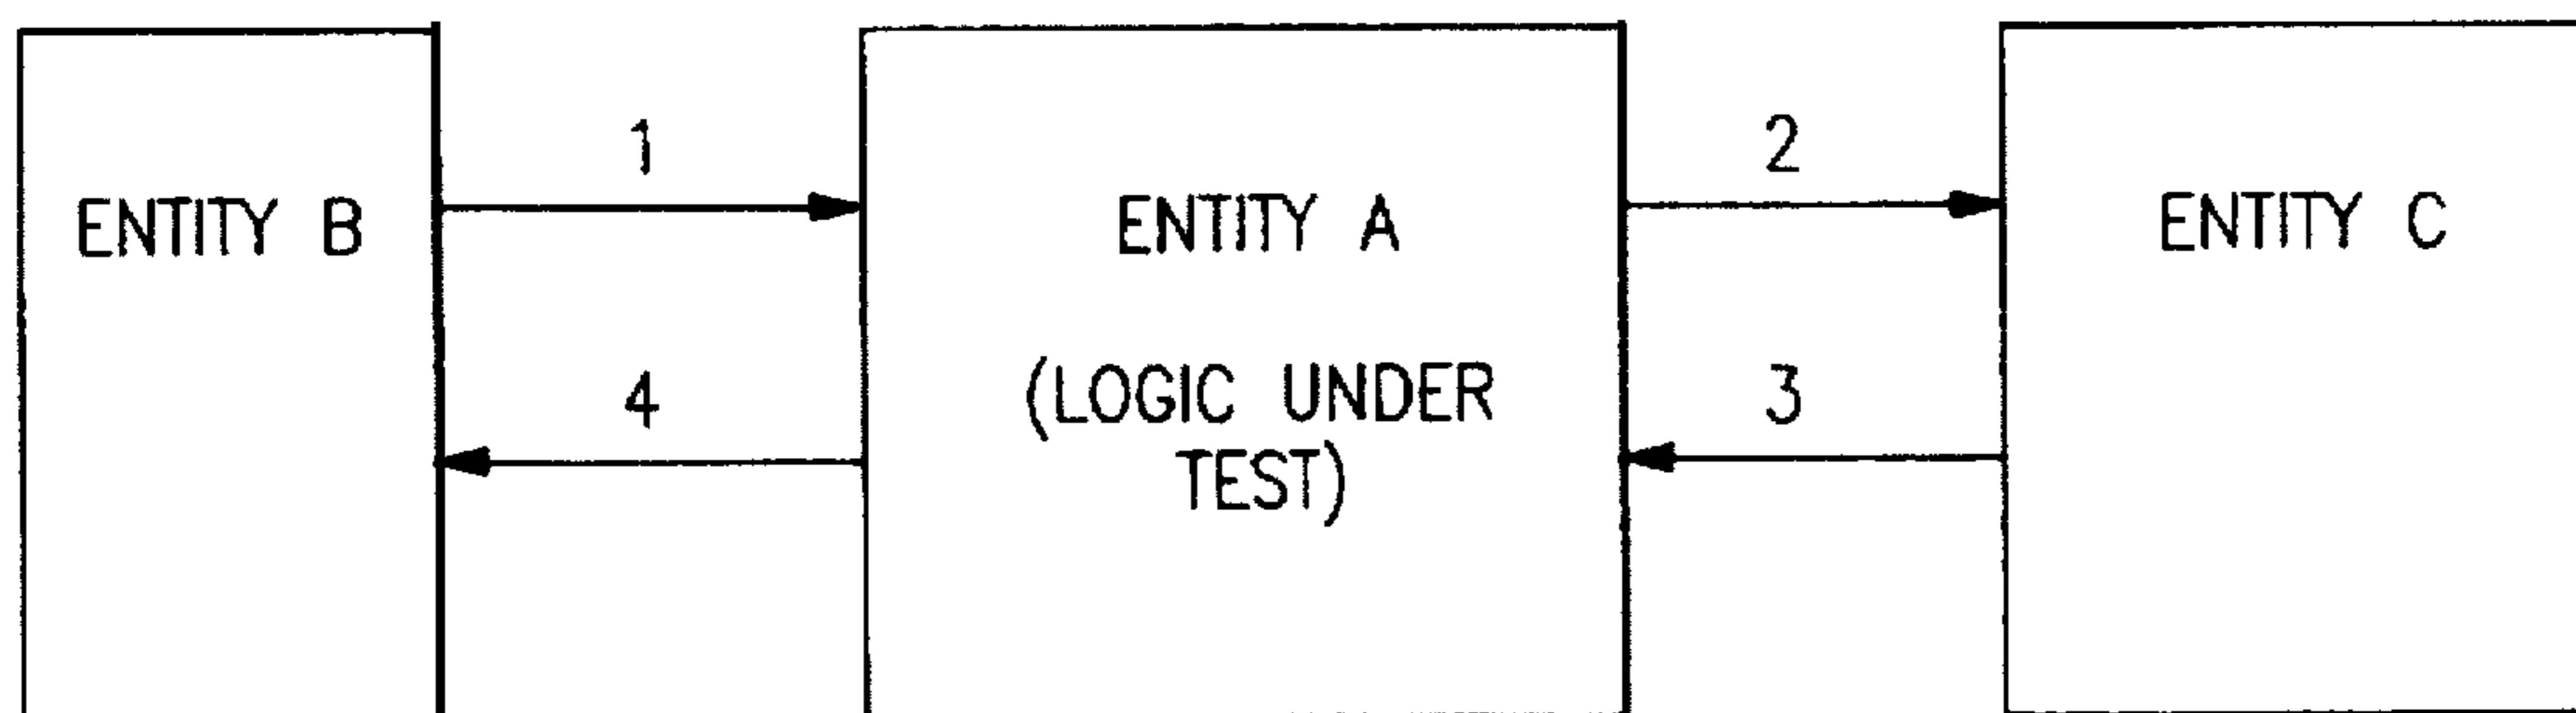 1
2
ENTITY B
ENTITY A
ENTITY C
4
(LOGIC UNDER
TEST)
3